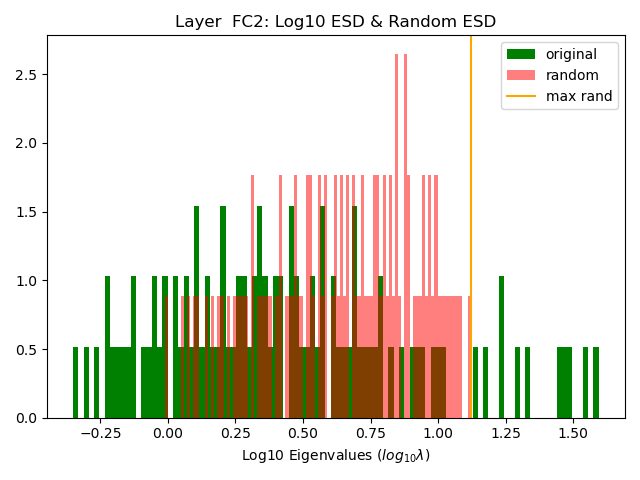 Layer  FC2: Log10 ESD & Random ESD
original
random
max rand
2.5
2.0
1.5
1.0
0.5
0.0
−0.25 0.00 0.25 0.50 0.75 1.00 1.25 1.50
Log10 Eigenvalues (log₁₀λ)